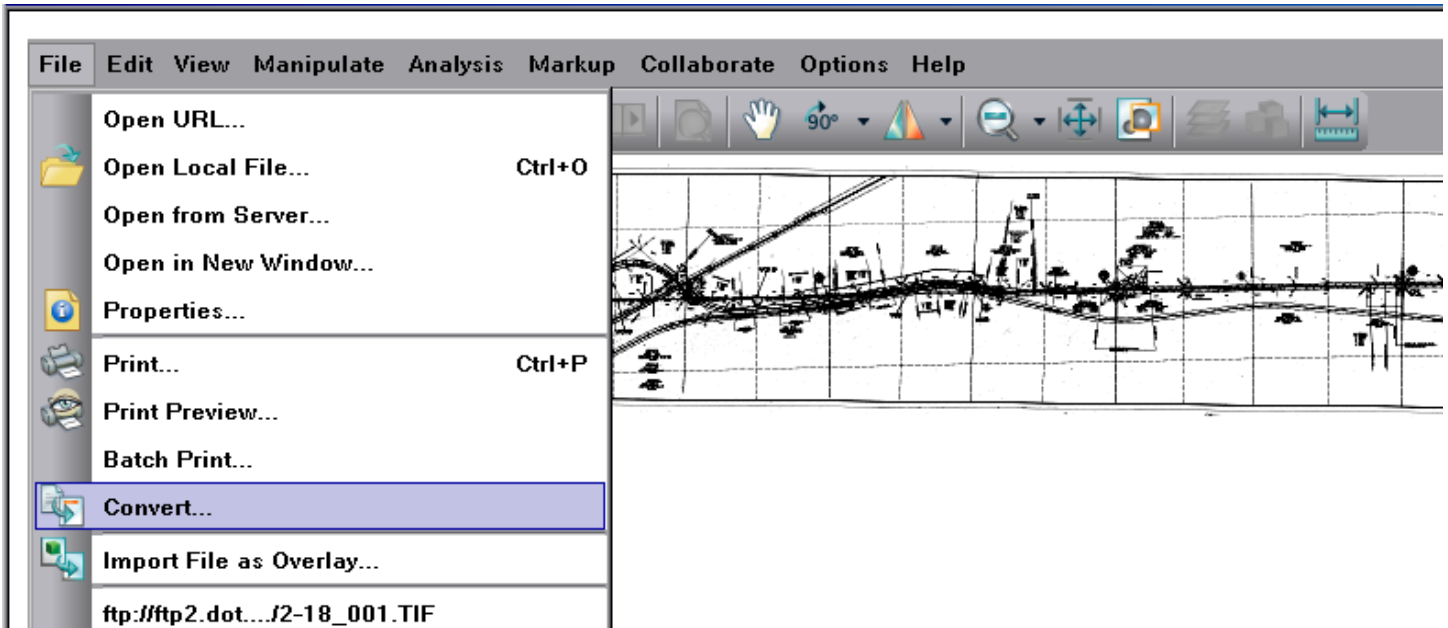 File Edit View Manipulate Analysis Markup Collaborate Options Help
Open URL...
Open Local File... Ctrl+O
Open from Server...
Open in New Window...
Properties...
Print... Ctrl+P
Print Preview...
Batch Print...
Convert...
Import File as Overlay...
ftp://ftp2.dot..../2-18_001.TIF
90°